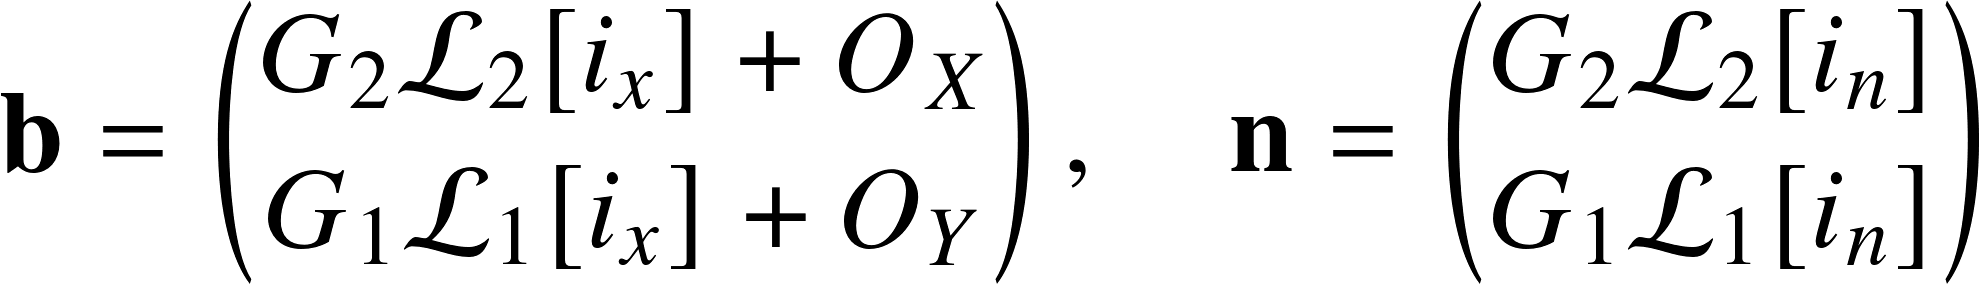 𝐛 = (G₂ℒ₂[iₓ] + O_X
G₁ℒ₁[iₓ] + O_Y), 𝐧 = (G₂ℒ₂[iₙ]
G₁ℒ₁[iₙ])